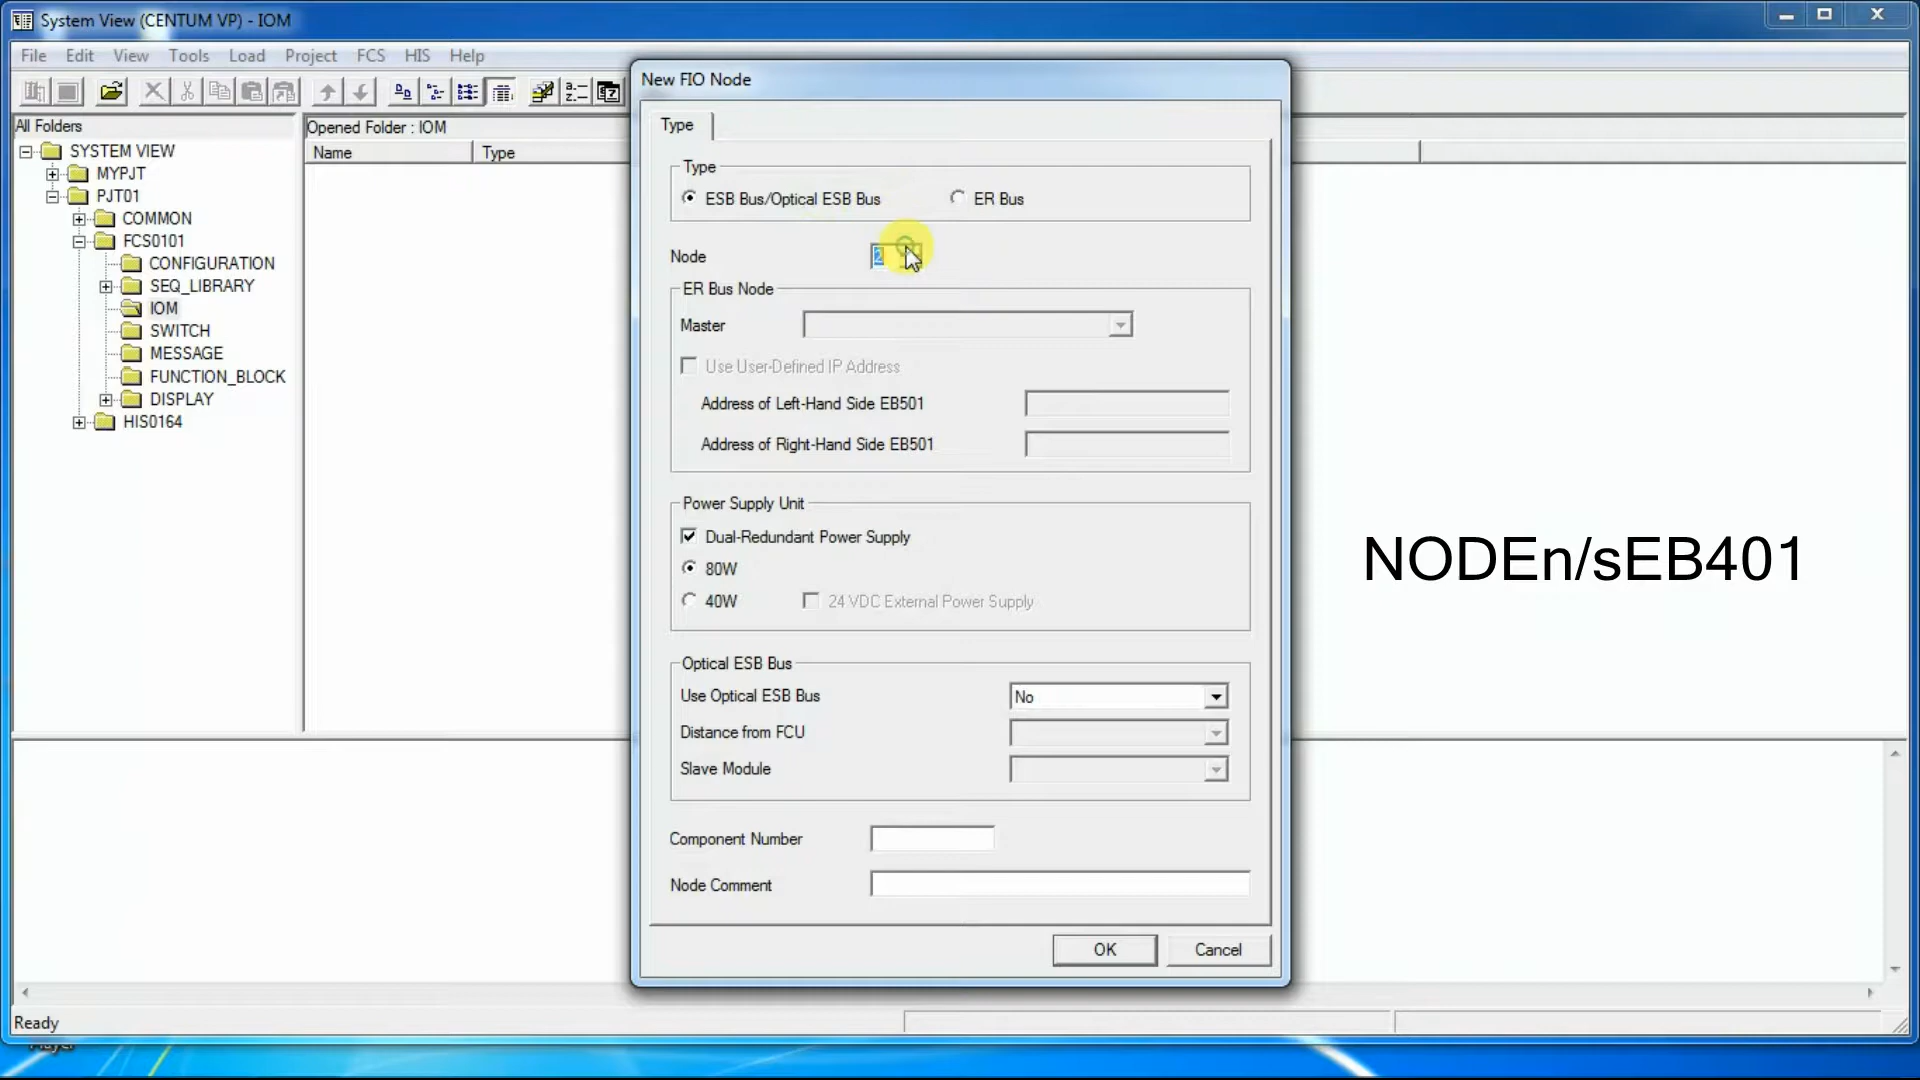 System View (CENTUM VP) - IOM
File Edit View Tools Load Project FCS HIS Help
All Folders
SYSTEM VIEW
MYPJT
PJT01
COMMON
FCS0101
CONFIGURATION
SEQ_LIBRARY
IOM
SWITCH
MESSAGE
FUNCTION_BLOCK
DISPLAY
HIS0164
Opened Folder : IOM
Name Type
New FIO Node
Type
Type
ESB Bus/Optical ESB Bus ER Bus
Node 2
ER Bus Node
Master
Use User-Defined IP Address
Address of Left-Hand Side EB501
Address of Right-Hand Side EB501
Power Supply Unit
Dual-Redundant Power Supply
80W
40W 24 VDC External Power Supply
Optical ESB Bus
Use Optical ESB Bus No
Distance from FCU
Slave Module
Component Number
Node Comment
OK Cancel
NODEn/sEB401
Ready